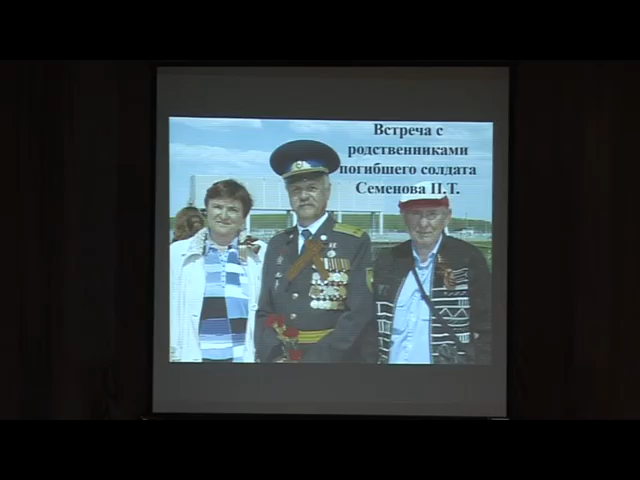 Встреча с
родственниками
погибшего солдата
Семенова П.Т.